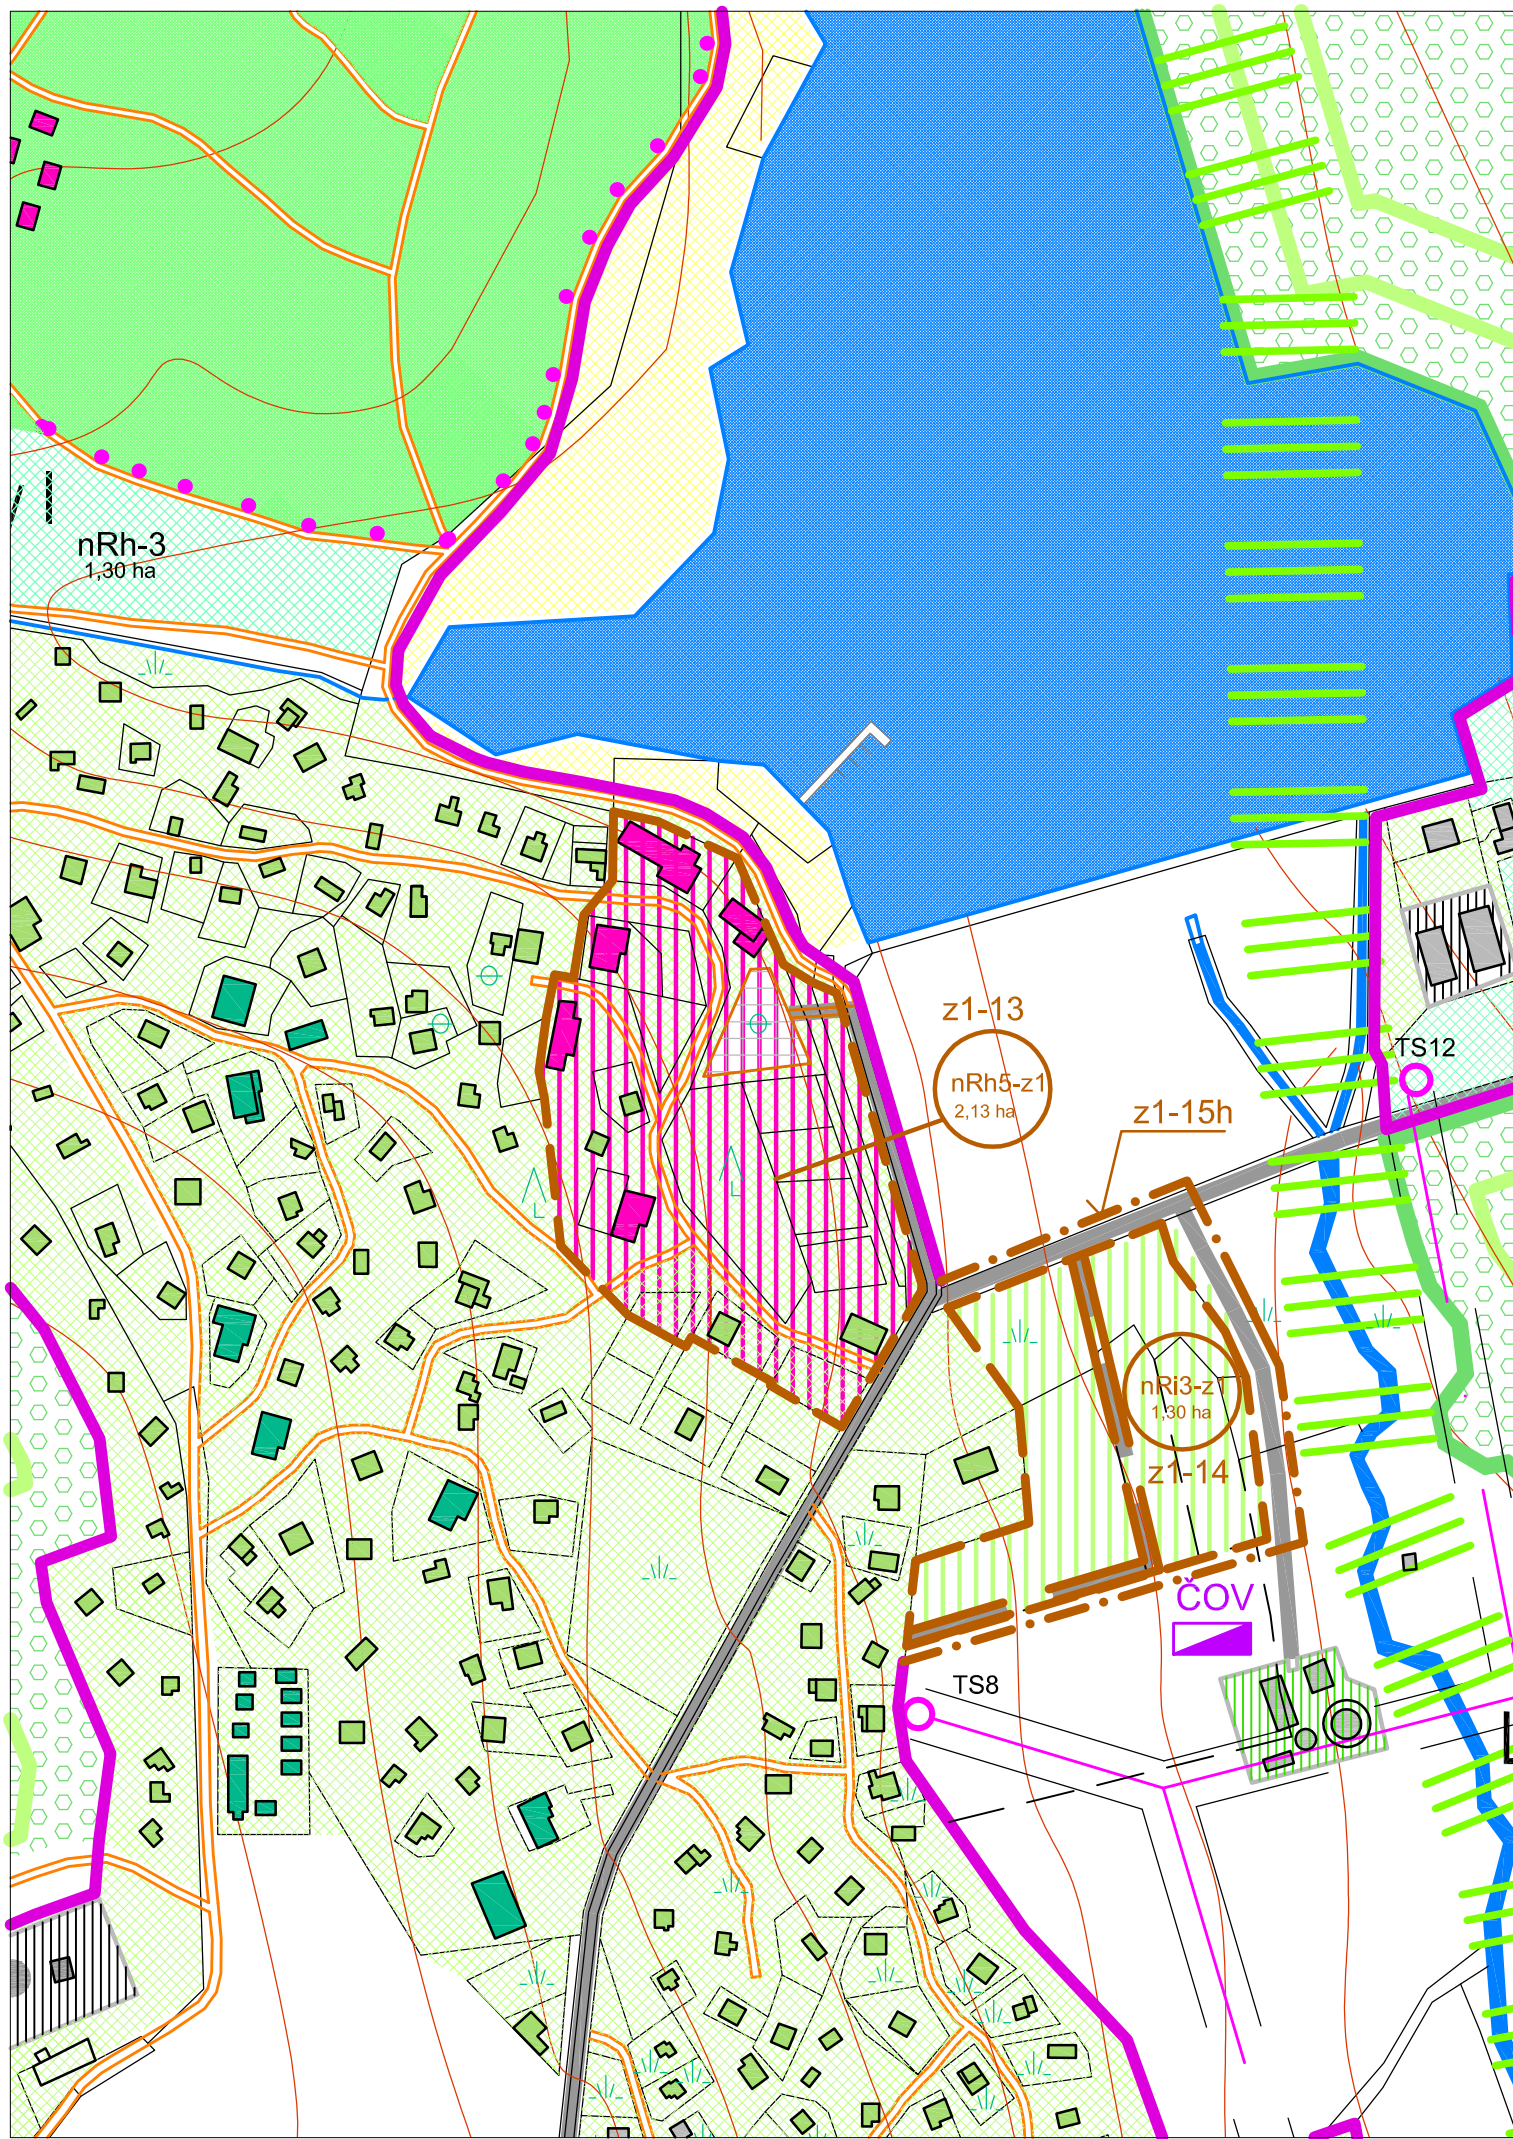 nRh-3
1,30 ha
z1-13
nRh5-z1
2,13 ha
z1-15h
TS12
nRi3-z1
1,30 ha
z1-14
ČOV
TS8